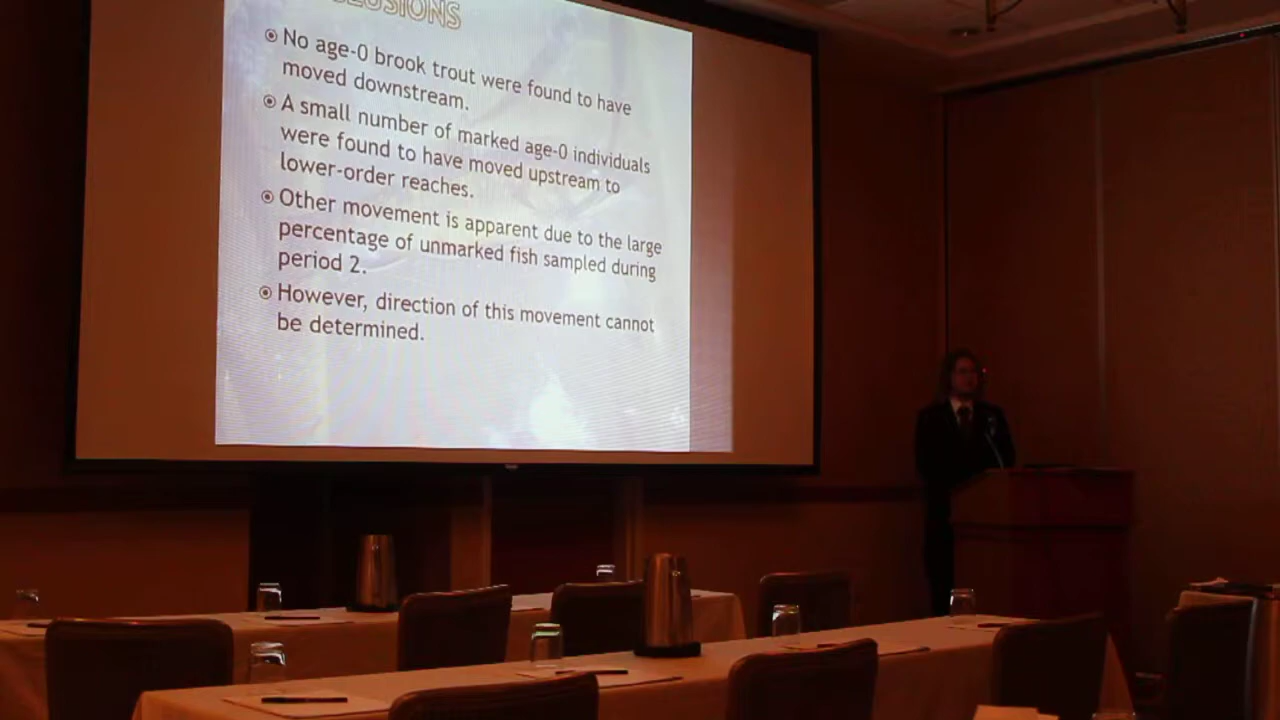 No age-0 brook trout were found to have
moved downstream.
A small number of marked age-0 individuals
were found to have moved upstream to
lower-order reaches.
Other movement is apparent due to the large
percentage of unmarked fish sampled during
period 2.
However, direction of this movement cannot
be determined.